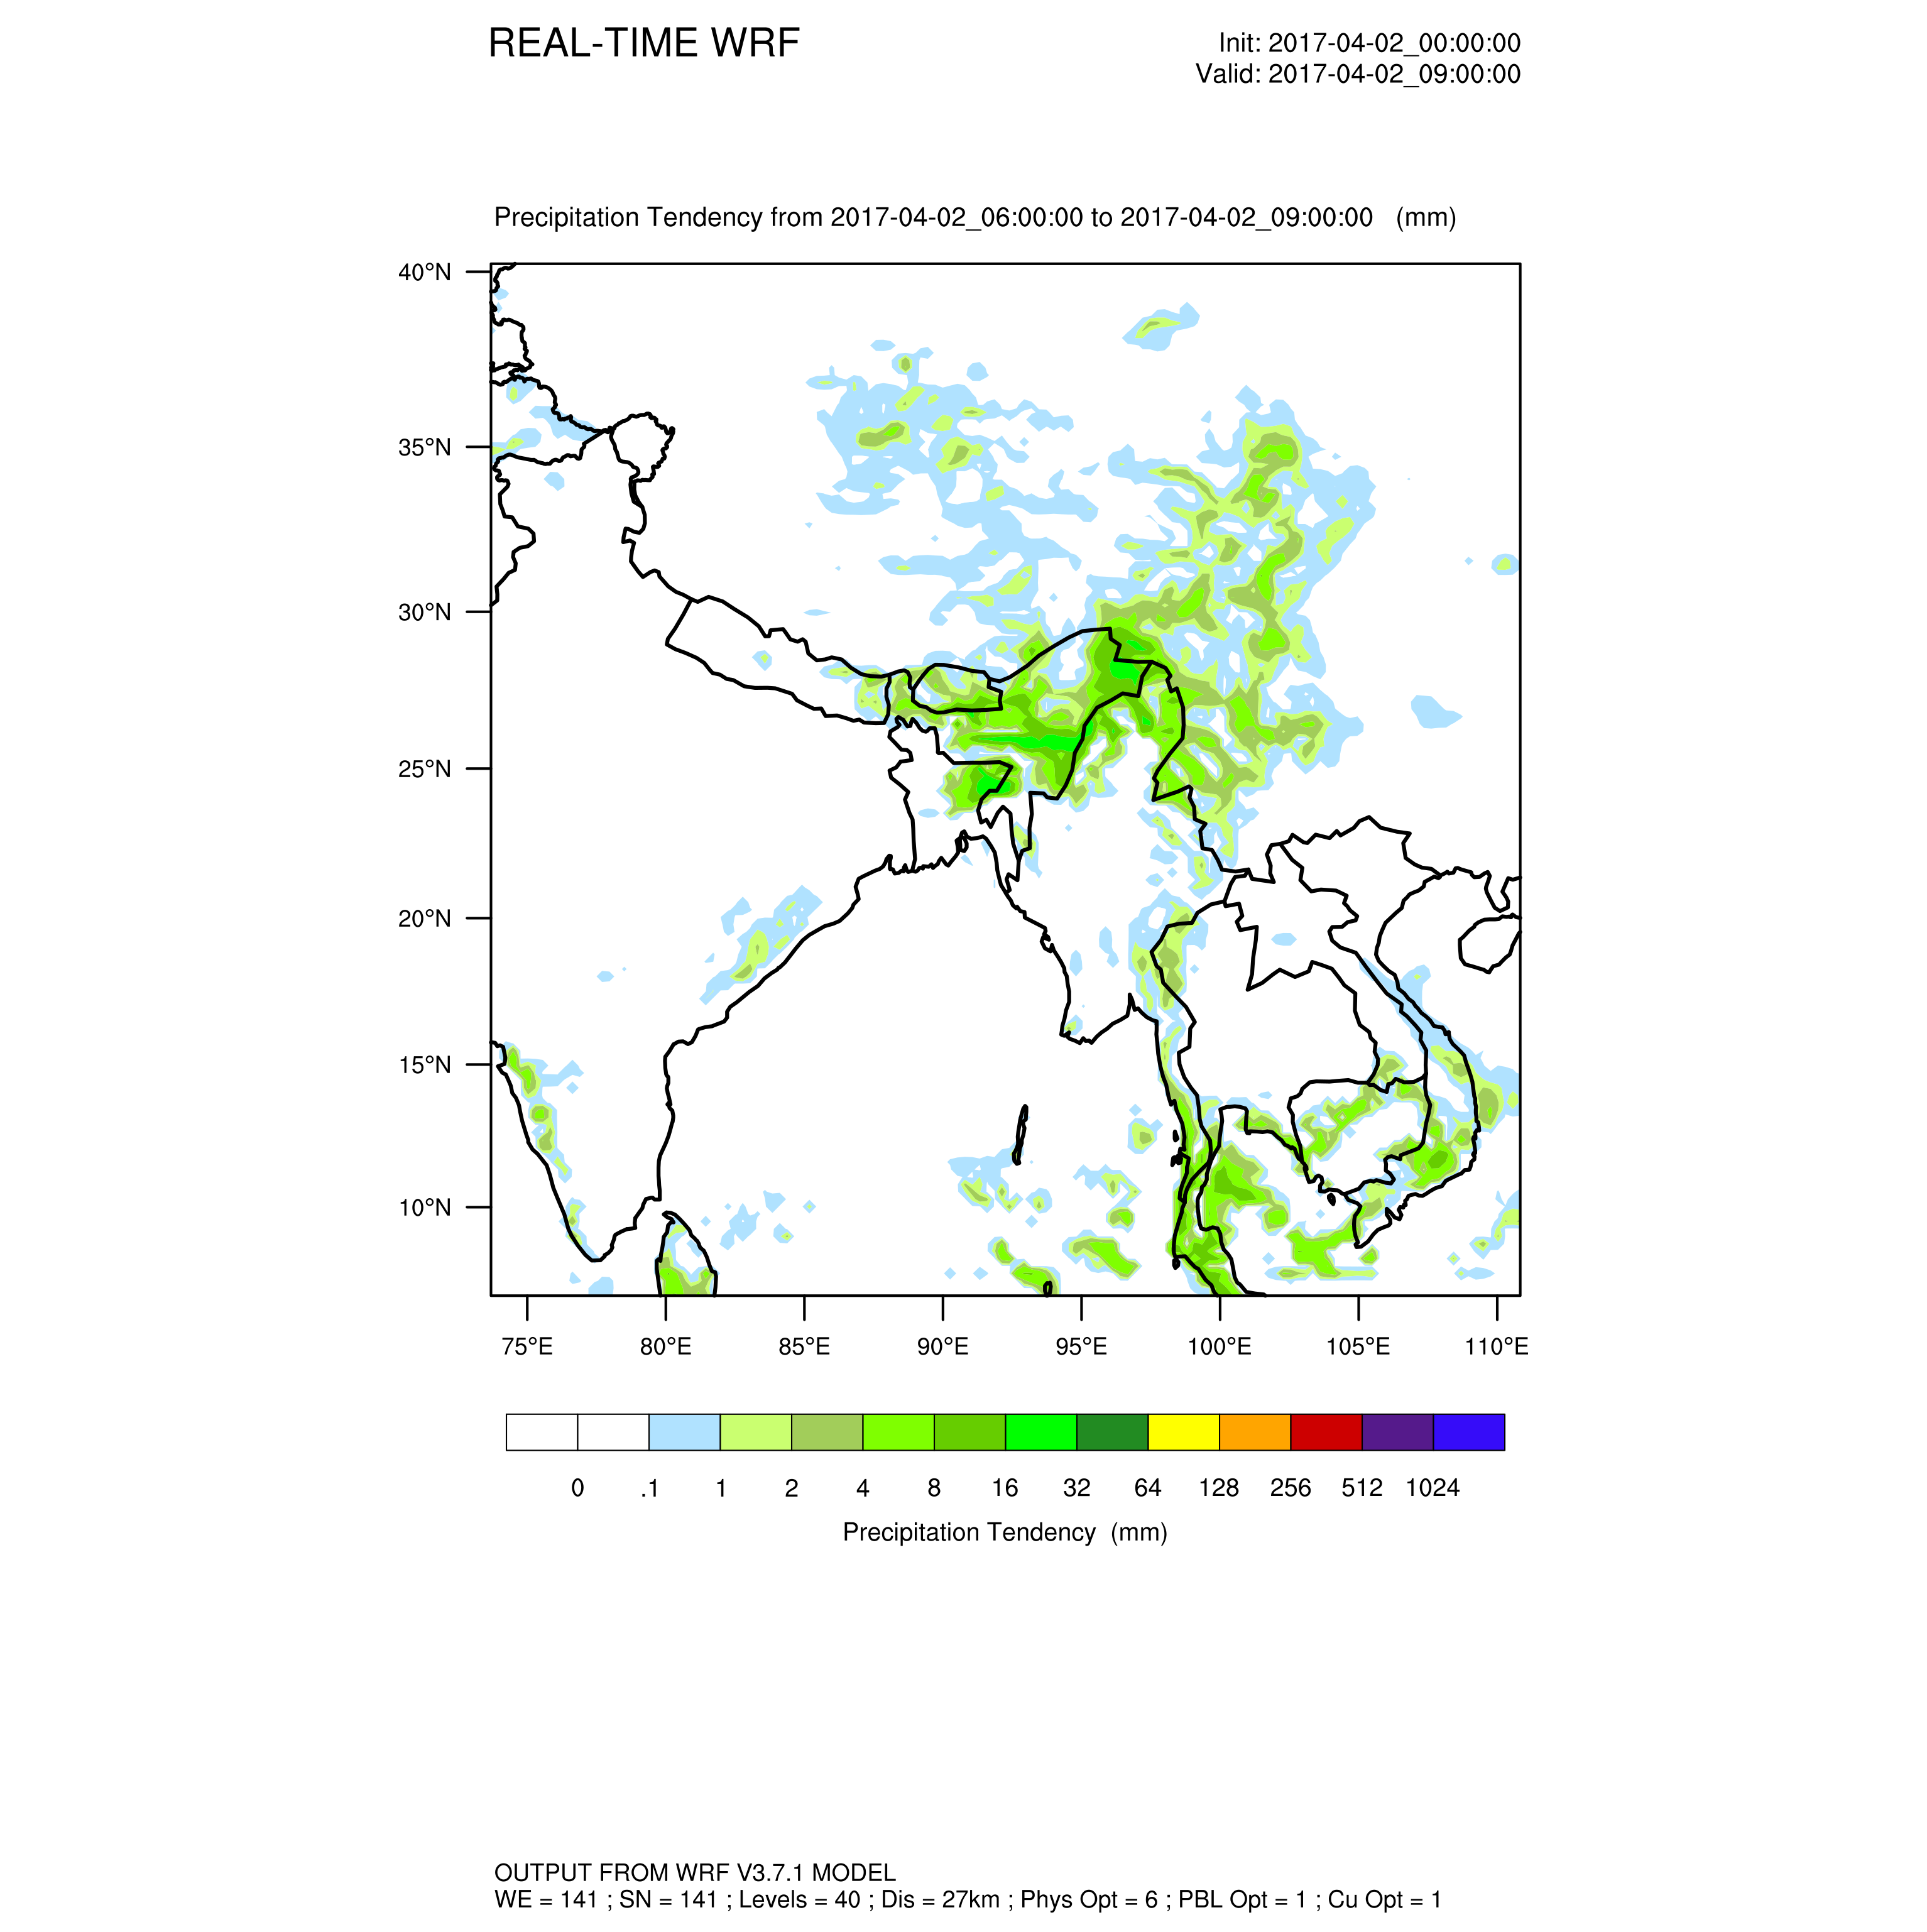 REAL-TIME WRF
Init: 2017-04-02_00:00:00
Valid: 2017-04-02_09:00:00
Precipitation Tendency from 2017-04-02_06:00:00 to 2017-04-02_09:00:00 (mm)
40°N
35°N
30°N
25°N
20°N
15°N
10°N
75°E 80°E 85°E 90°E 95°E 100°E 105°E 110°E
0 .1 1 2 4 8 16 32 64 128 256 512 1024
Precipitation Tendency (mm)
OUTPUT FROM WRF V3.7.1 MODEL
WE = 141 ; SN = 141 ; Levels = 40 ; Dis = 27km ; Phys Opt = 6 ; PBL Opt = 1 ; Cu Opt = 1